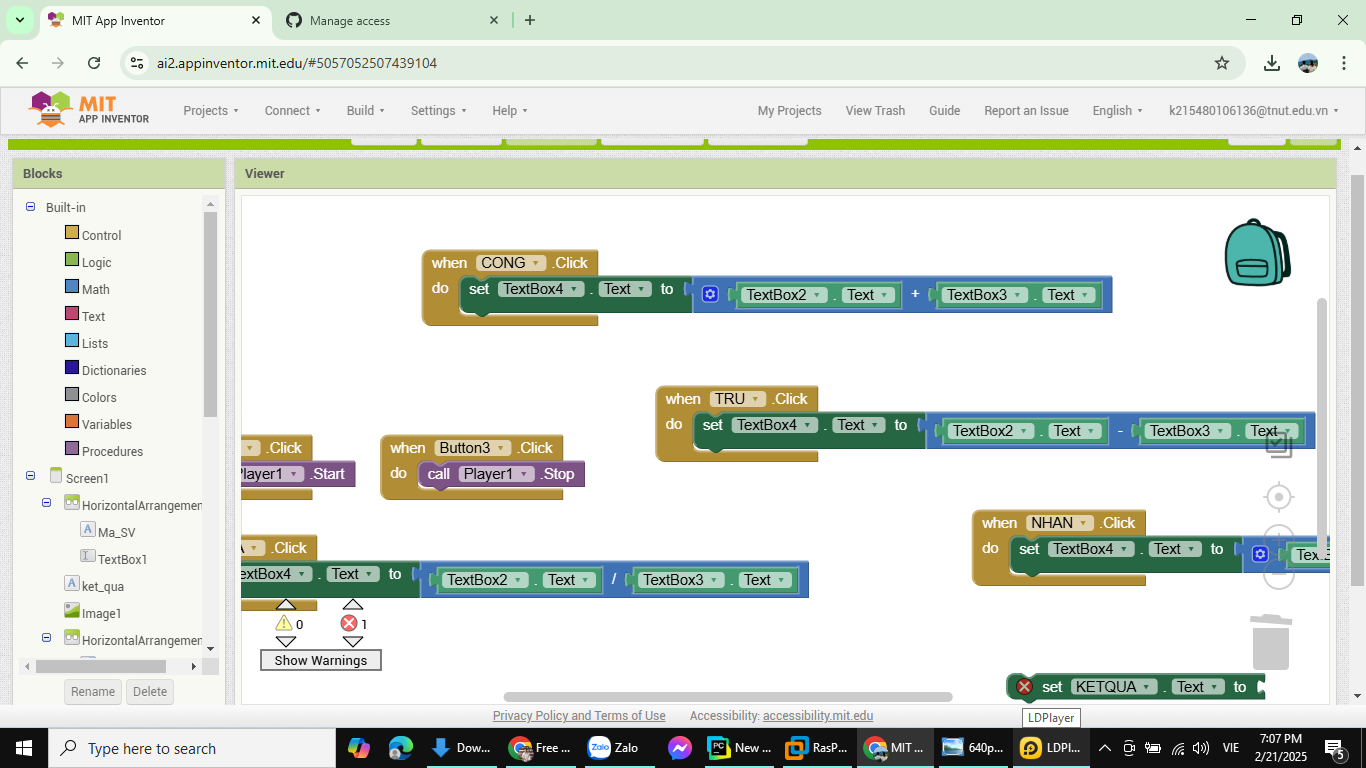 MIT App Inventor
Manage access
ai2.appinventor.mit.edu/#5057052507439104
MIT
APP INVENTOR
Projects
Connect
Build
Settings
Help
My Projects
View Trash
Guide
Report an Issue
English
k215480106136@tnut.edu.vn
Blocks
Viewer
Built-in
Control
Logic
Math
Text
Lists
Dictionaries
Colors
Variables
Procedures
Screen1
HorizontalArrangemen
Ma_SV
TextBox1
ket_qua
Image1
HorizontalArrangemen
Rename
Delete
when CONG .Click
do set TextBox4 . Text to TextBox2 . Text + TextBox3 . Text
when TRU .Click
do set TextBox4 . Text to TextBox2 . Text - TextBox3 . Text
.Click
Player1 .Start
when Button3 .Click
do call Player1 .Stop
when NHAN .Click
do set TextBox4 . Text to
A .Click
extBox4 . Text to TextBox2 . Text / TextBox3 . Text
0
1
Show Warnings
set KETQUA . Text to
Privacy Policy and Terms of Use
Accessibility: accessibility.mit.edu
LDPlayer
Type here to search
Dow...
Free ...
Zalo
New ...
RasP...
MIT ...
640p...
LDPl...
VIE
7:07 PM
2/21/2025
5